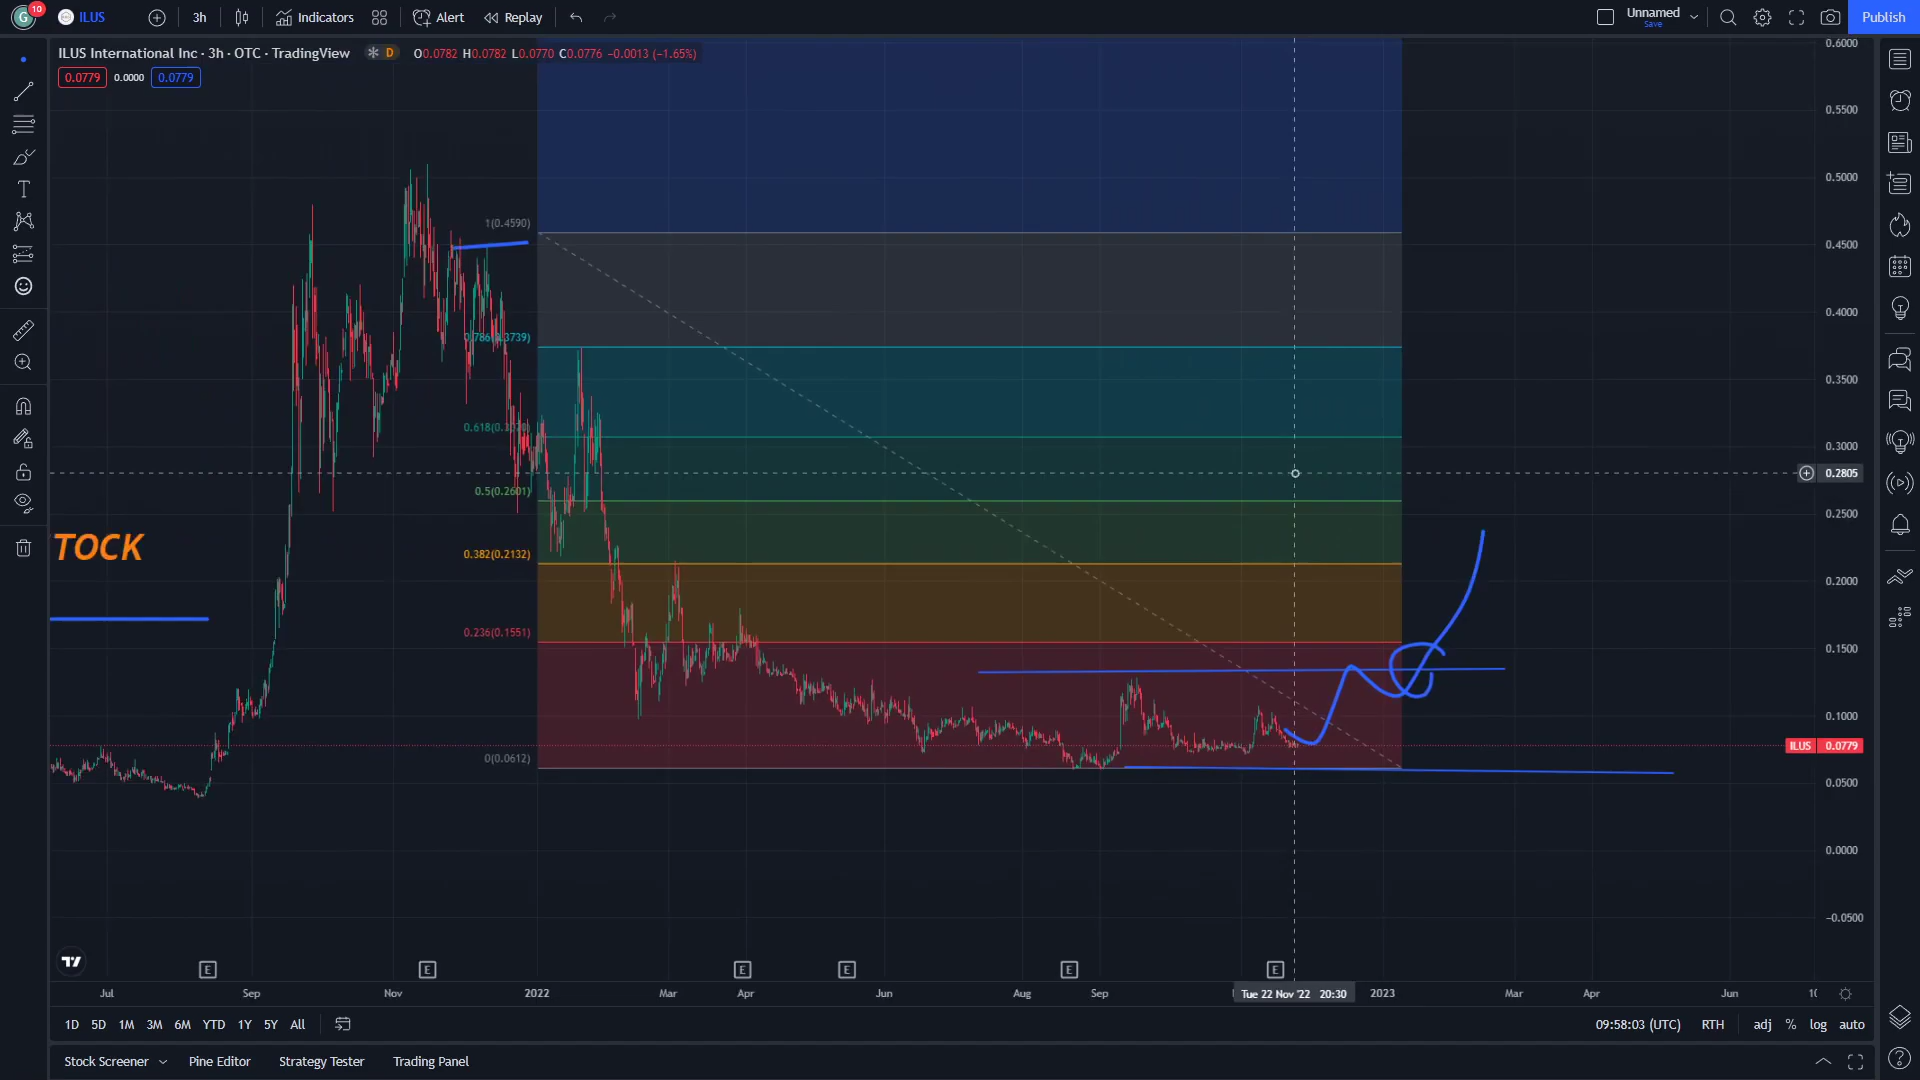 G 10 ILUS 3h Indicators Alert Replay Unnamed Save Publish
ILUS International Inc · 3h · OTC · TradingView D O0.0782 H0.0782 L0.0770 C0.0776 −0.0013 (−1.65%)
0.0779 0.0000 0.0779
0.6000
0.5500
0.5000
1(0.4590)
0.4500
0.4000
0.786(0.3739)
0.3500
0.3000
0.2805
0.5(0.2601)
0.2500
TOCK
0.382(0.2132)
0.2000
0.236(0.1551)
0.1500
0.1000
ILUS 0.0779
0(0.0612)
0.0500
0.0000
−0.0500
E E E E E E
Jul Sep Nov 2022 Mar Apr Jun Aug Sep Tue 22 Nov '22 20:30 2023 Mar Apr Jun
1D 5D 1M 3M 6M YTD 1Y 5Y All 09:58:03 (UTC) RTH adj % log auto
Stock Screener Pine Editor Strategy Tester Trading Panel